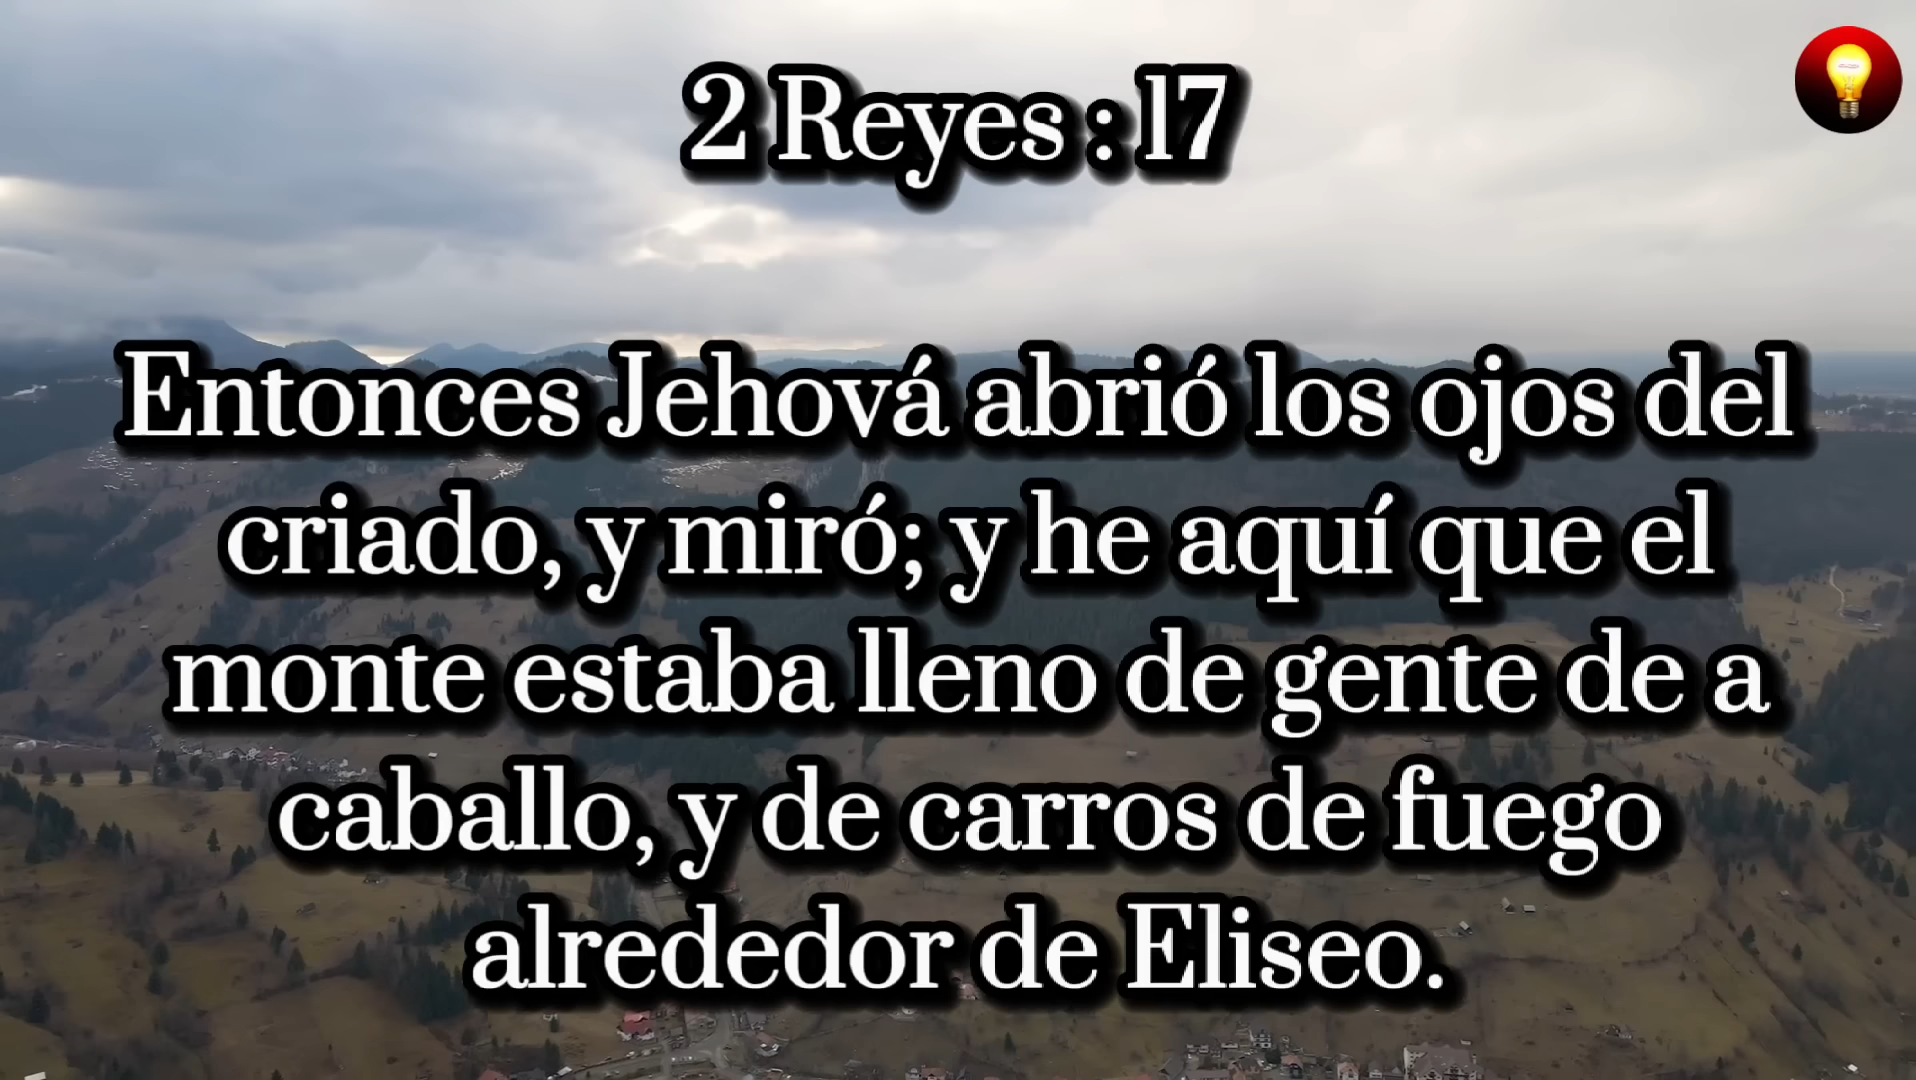 2 Reyes : 17
Entonces Jehová abrió los ojos del
criado, y miró; y he aquí que el
monte estaba lleno de gente de a
caballo, y de carros de fuego
alrededor de Eliseo.